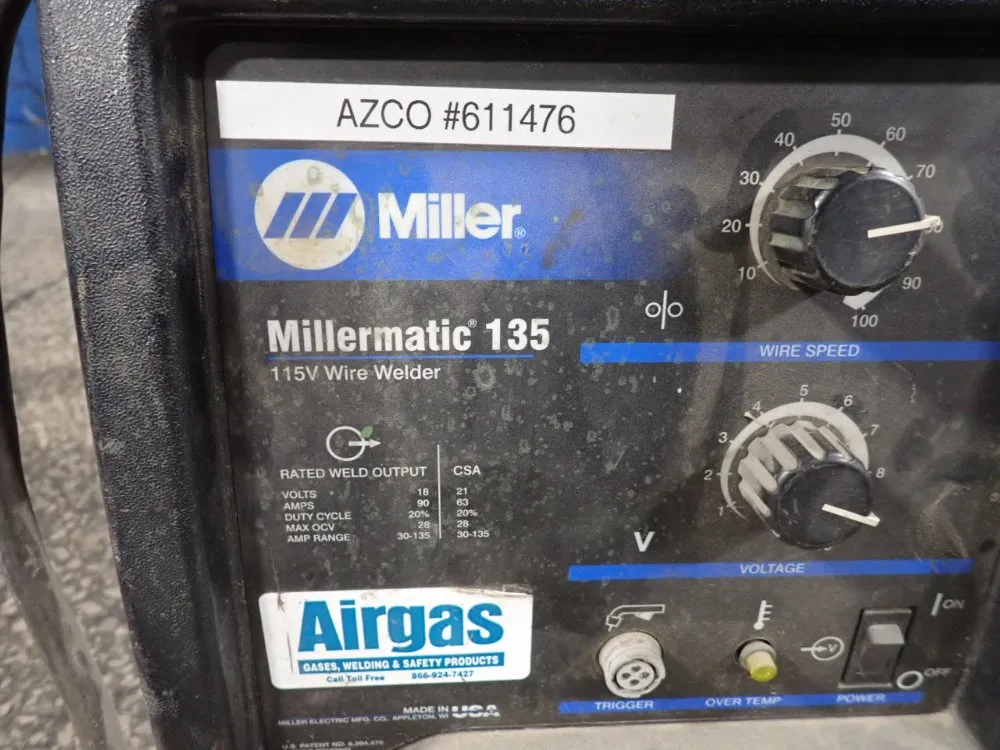 AZCO #611476
Miller®
Millermatic® 135
115V Wire Welder
RATED WELD OUTPUT CSA
VOLTS 18 21
AMPS 90 63
DUTY CYCLE 20% 20%
MAX OCV 28 28
AMP RANGE 30-135 30-135
Airgas
GASES, WELDING & SAFETY PRODUCTS
Call Toll Free 866-924-7427
MADE IN USA
MILLER ELECTRIC MFG. CO. APPLETON, WI
10 20 30 40 50 60 70 80 90 100
WIRE SPEED
1 2 3 4 5 6 7 8
V
VOLTAGE
V
ON
OFF
TRIGGER
OVER TEMP
POWER